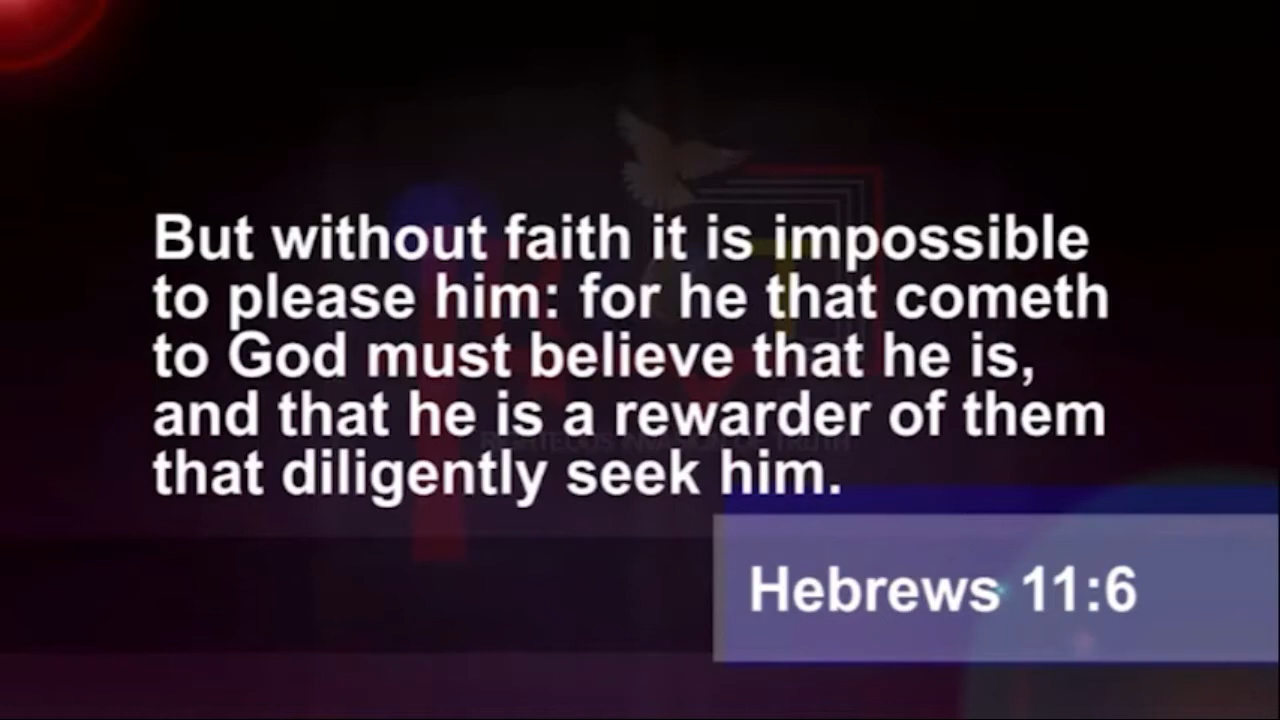 But without faith it is impossible
to please him: for he that cometh
to God must believe that he is,
and that he is a rewarder of them
that diligently seek him.
Hebrews 11:6